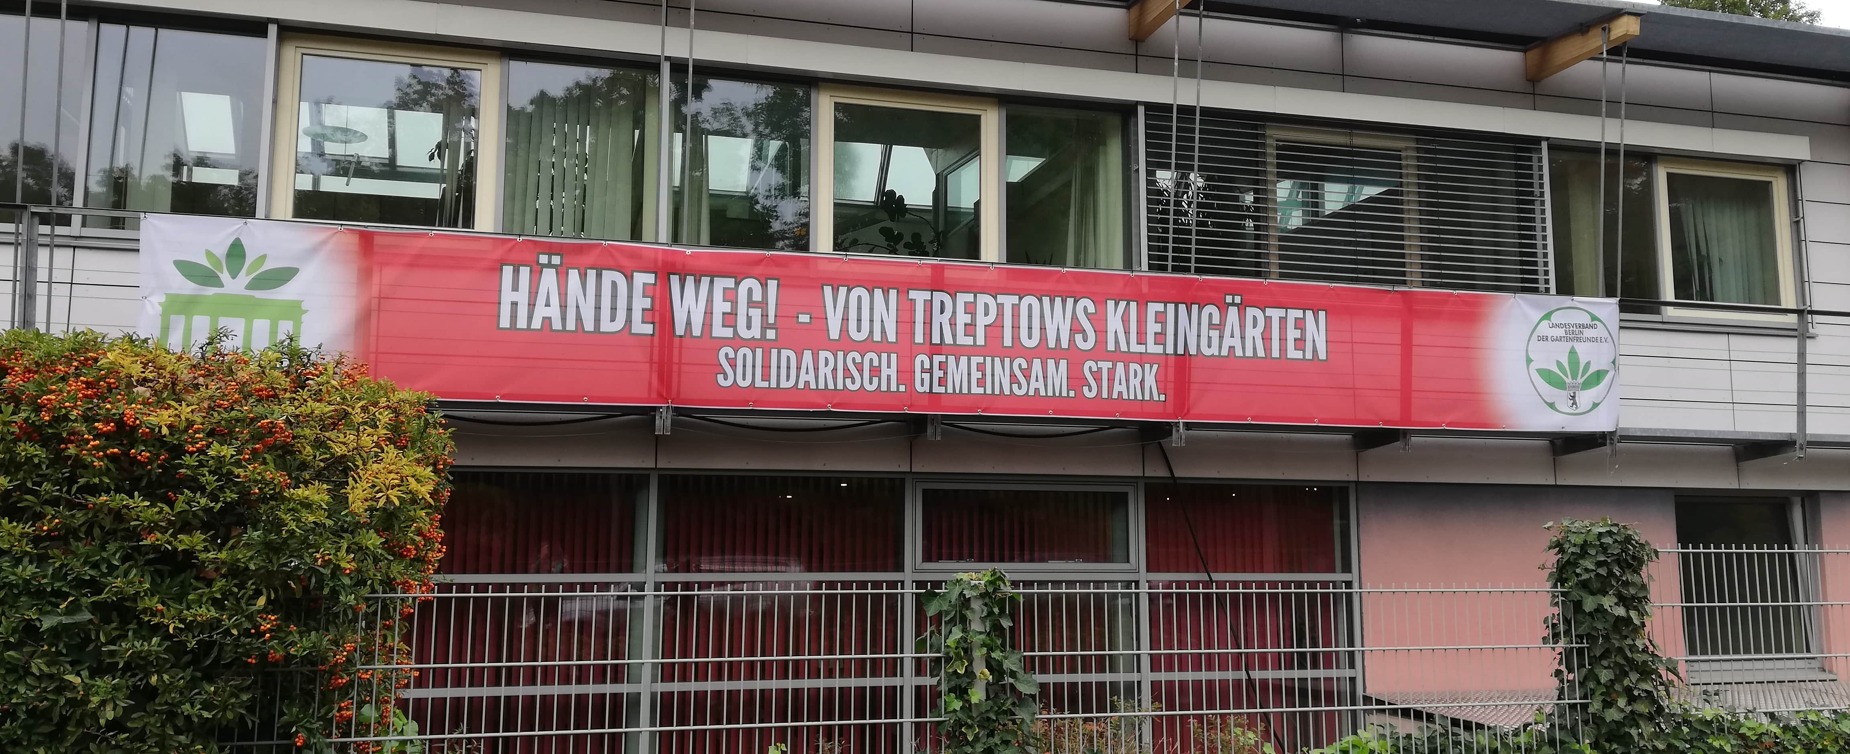 HÄNDE WEG! - VON TREPTOWS KLEINGÄRTEN
SOLIDARISCH. GEMEINSAM. STARK.
LANDESVERBAND
BERLIN
DER GARTENFREUNDE E.V.